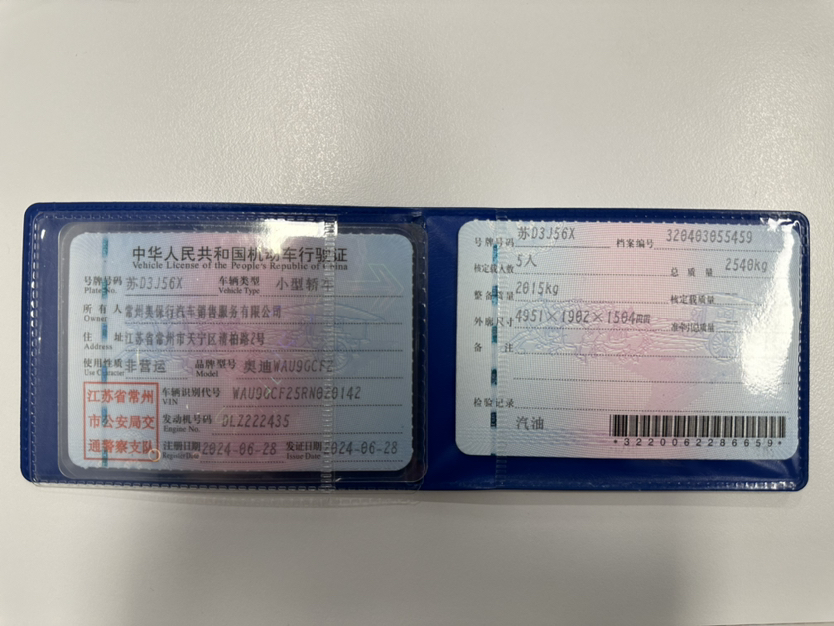 中华人民共和国机动车行驶证
Vehicle License of the People's Republic of China
号牌号码 苏D3J56X 车辆类型 小型轿车
Plate No. Vehicle Type
所有人 常州奥保行汽车销售服务有限公司
Owner
住址 江苏省常州市天宁区 路2号
Address
使用性质 非营运 品牌型号 奥迪WAU9GCF2
Use Character Model
江苏省常州市公安局交通警察支队
车辆识别代号 WAU9GCF25RN020142
VIN
发动机号码 DLZ222435
Engine No.
注册日期 2024-06-28 发证日期 2024-06-28
Register Date Issue Date
号牌号码 苏D3J56X 档案编号 320403055459
核定载人数 5人 总质量 2540kg
整备质量 2015kg 核定载质量
外廓尺寸 4951×1902×1504 准牵引总质量 —
备注
检验记录
汽油
*3220062286659*